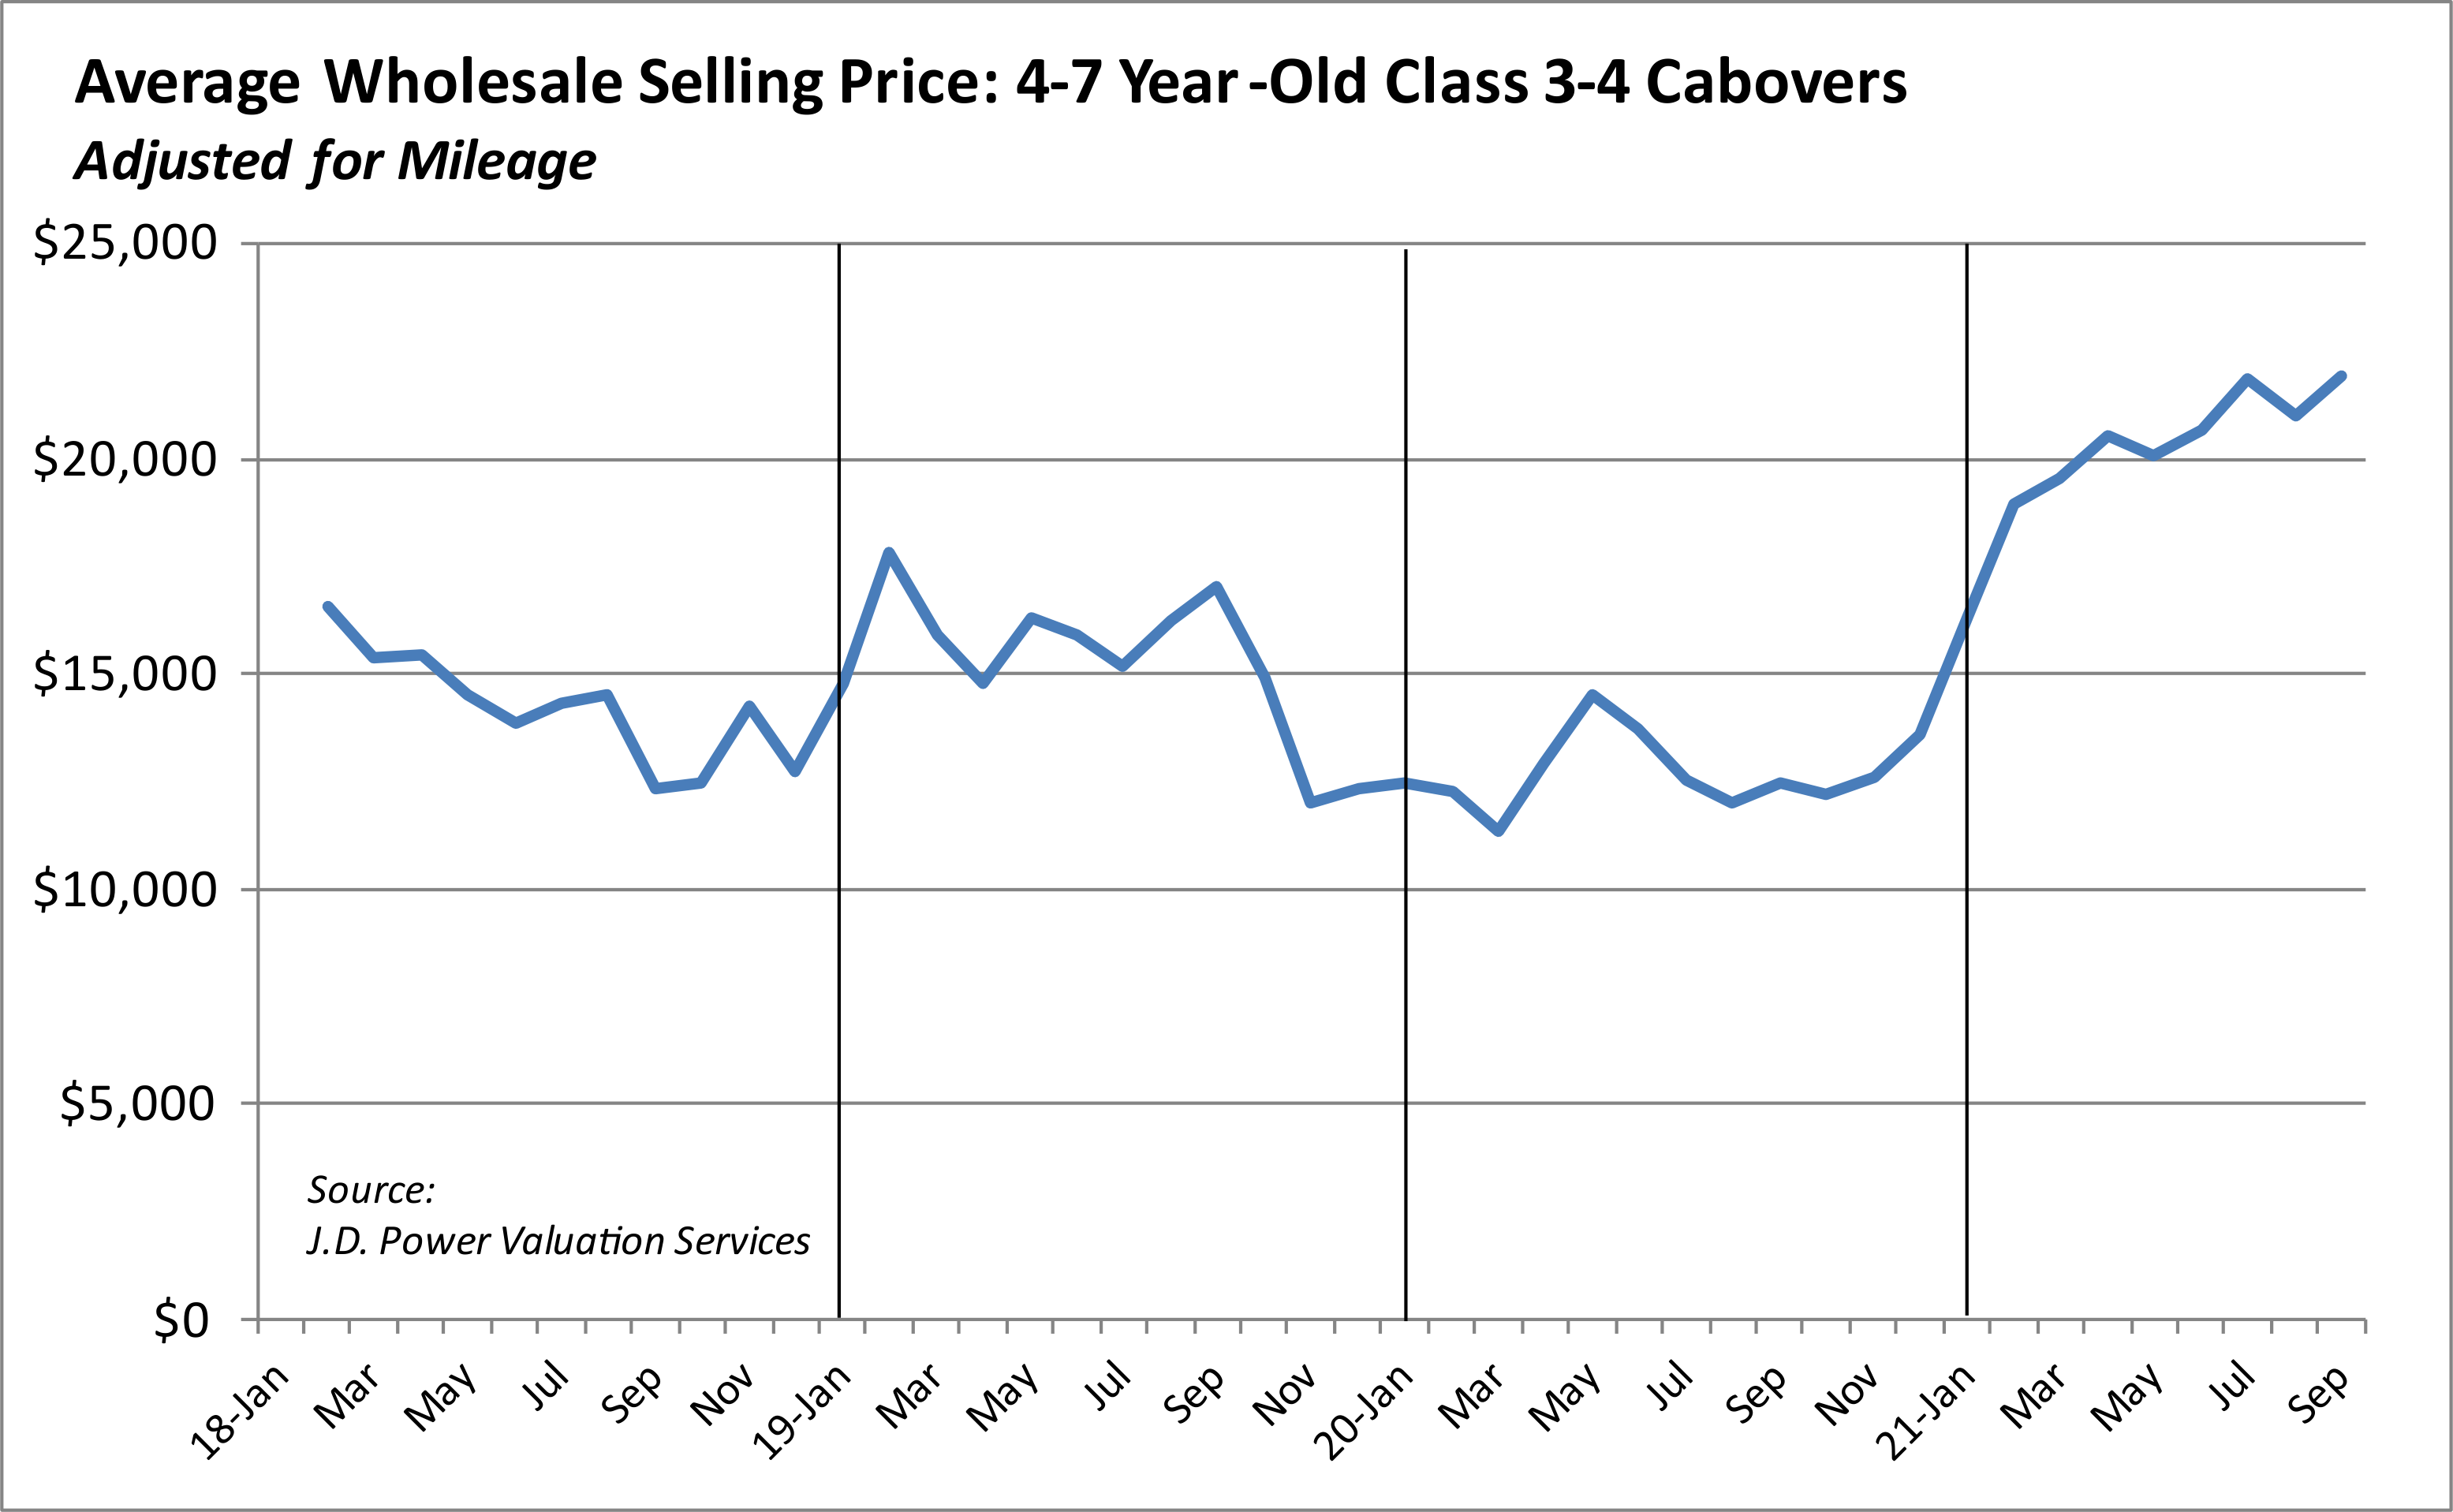 Average Wholesale Selling Price: 4-7 Year -Old Class 3-4 Cabovers
Adjusted for Mileage
$25,000
$20,000
$15,000
$10,000
$5,000
$0
Source:
J.D. Power Valuation Services
18-Jan
Mar
May
Jul
Sep
Nov
19-Jan
Mar
May
Jul
Sep
Nov
20-Jan
Mar
May
Jul
Sep
Nov
21-Jan
Mar
May
Jul
Sep